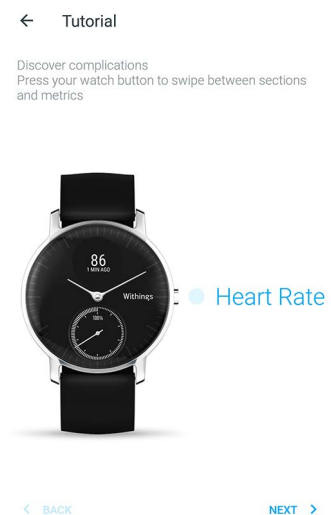 Tutorial
Discover complications
Press your watch button to swipe between sections
and metrics
86
1 MIN AGO
Withings
Heart Rate
100%
BACK
NEXT